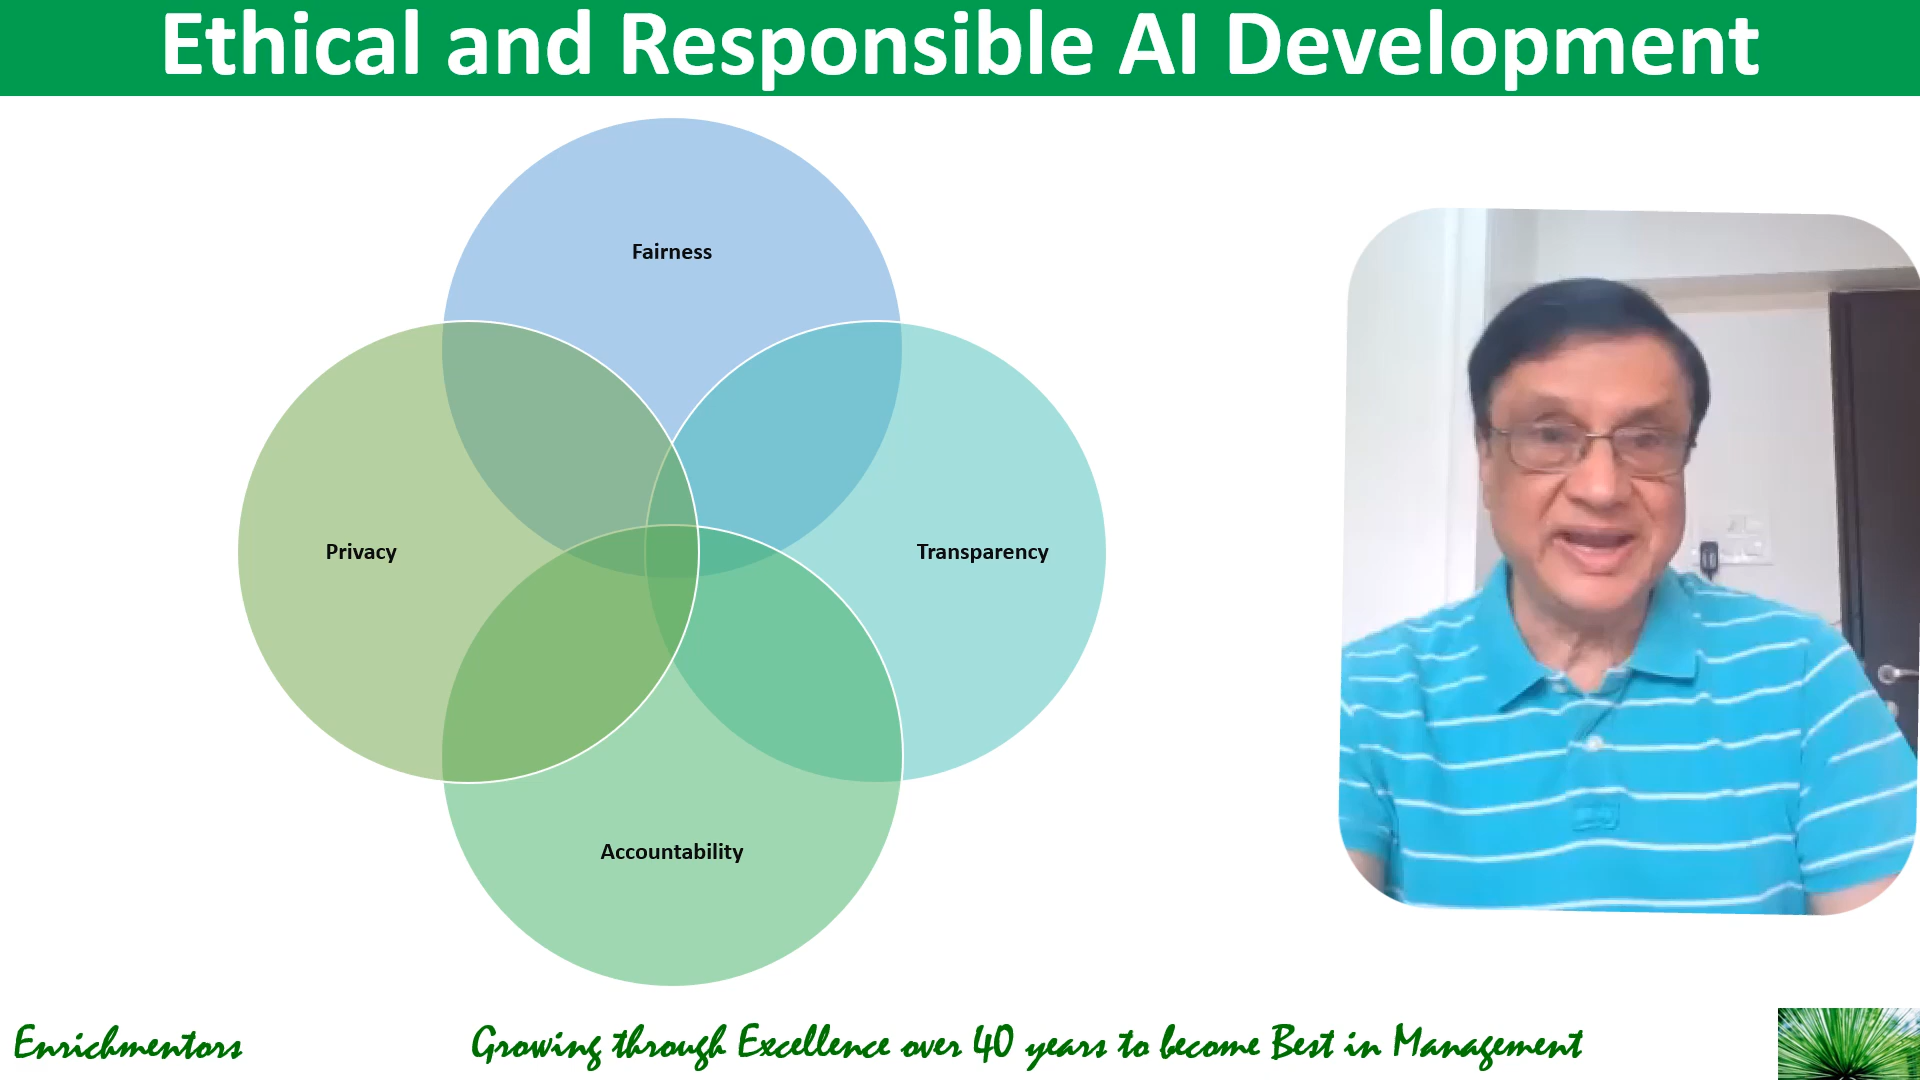 Ethical and Responsible AI Development
Fairness
Privacy
Transparency
Accountability
Enrichmentors
Growing through Excellence over 40 years to become Best in Management